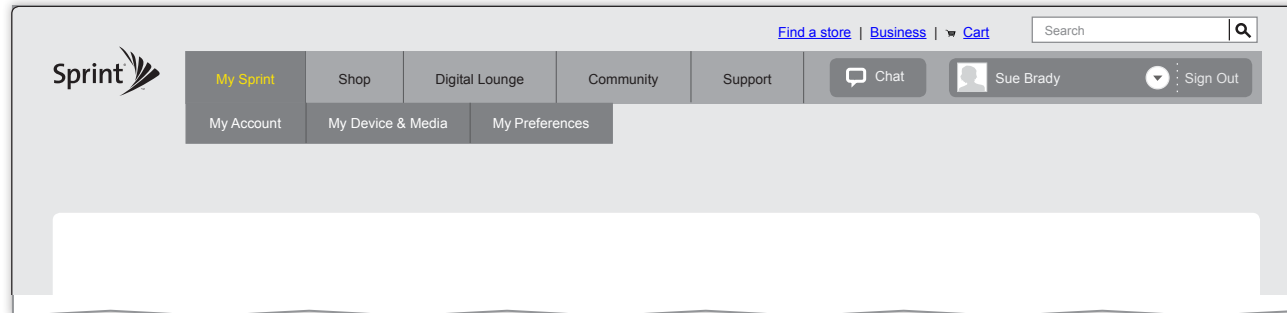 Find a store | Business | Cart Search
Sprint My Sprint Shop Digital Lounge Community Support Chat Sue Brady Sign Out
My Account My Device & Media My Preferences